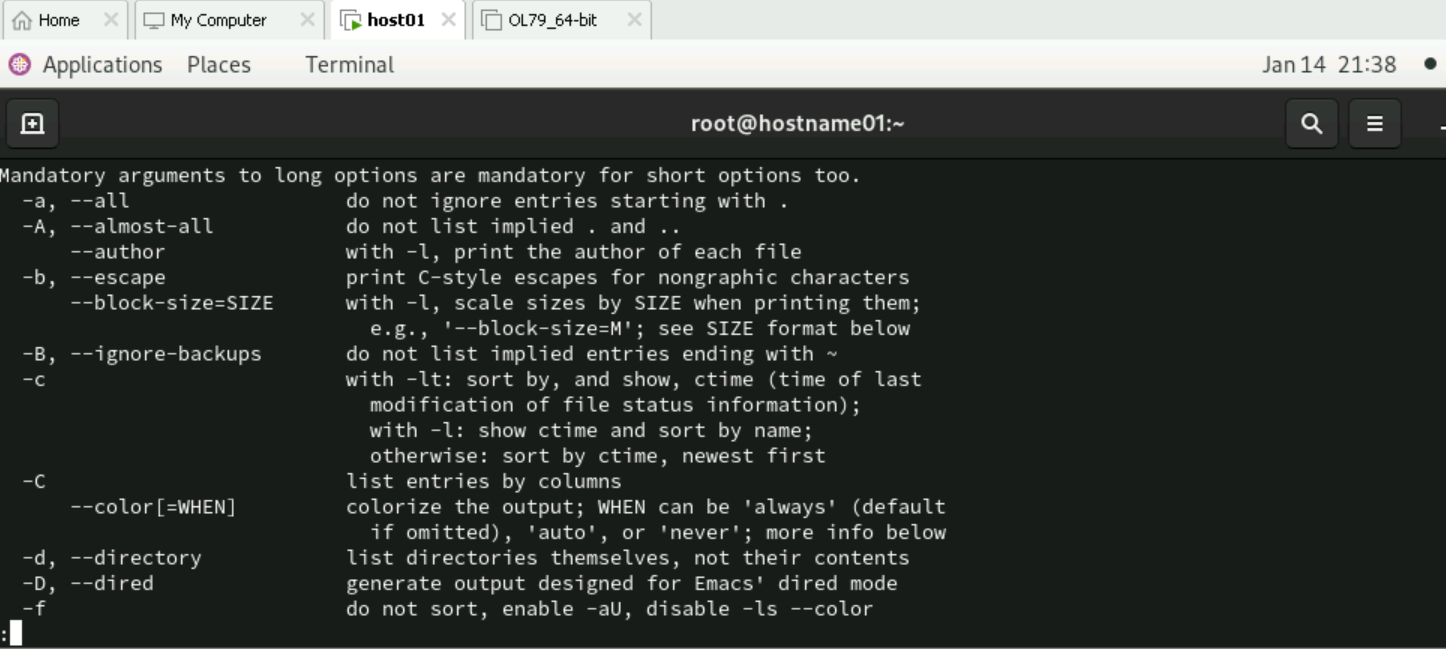 Home My Computer host01 OL79_64-bit
Applications Places Terminal Jan 14 21:38
root@hostname01:~
Mandatory arguments to long options are mandatory for short options too.
  -a, --all                  do not ignore entries starting with .
  -A, --almost-all           do not list implied . and ..
      --author               with -l, print the author of each file
  -b, --escape               print C-style escapes for nongraphic characters
      --block-size=SIZE      with -l, scale sizes by SIZE when printing them;
                               e.g., '--block-size=M'; see SIZE format below
  -B, --ignore-backups       do not list implied entries ending with ~
  -c                         with -lt: sort by, and show, ctime (time of last
                               modification of file status information);
                               with -l: show ctime and sort by name;
                               otherwise: sort by ctime, newest first
  -C                         list entries by columns
      --color[=WHEN]         colorize the output; WHEN can be 'always' (default
                               if omitted), 'auto', or 'never'; more info below
  -d, --directory            list directories themselves, not their contents
  -D, --dired                generate output designed for Emacs' dired mode
  -f                         do not sort, enable -aU, disable -ls --color
: